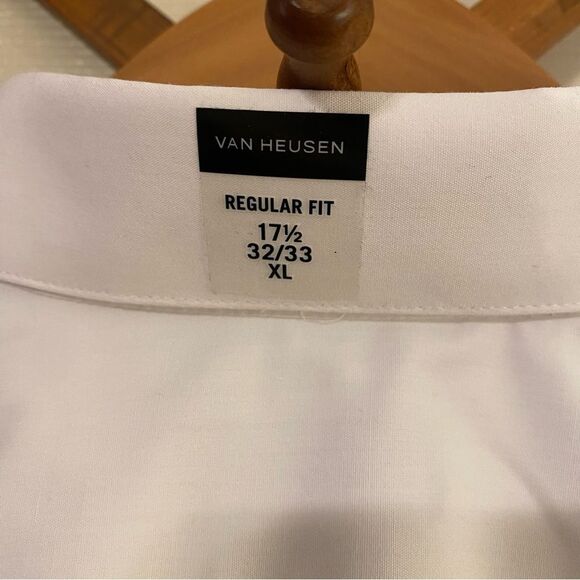 VAN HEUSEN
REGULAR FIT
17½
32/33
XL